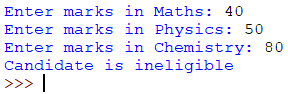 Enter marks in Maths: 40
Enter marks in Physics: 50
Enter marks in Chemistry: 80
Candidate is ineligible
>>>